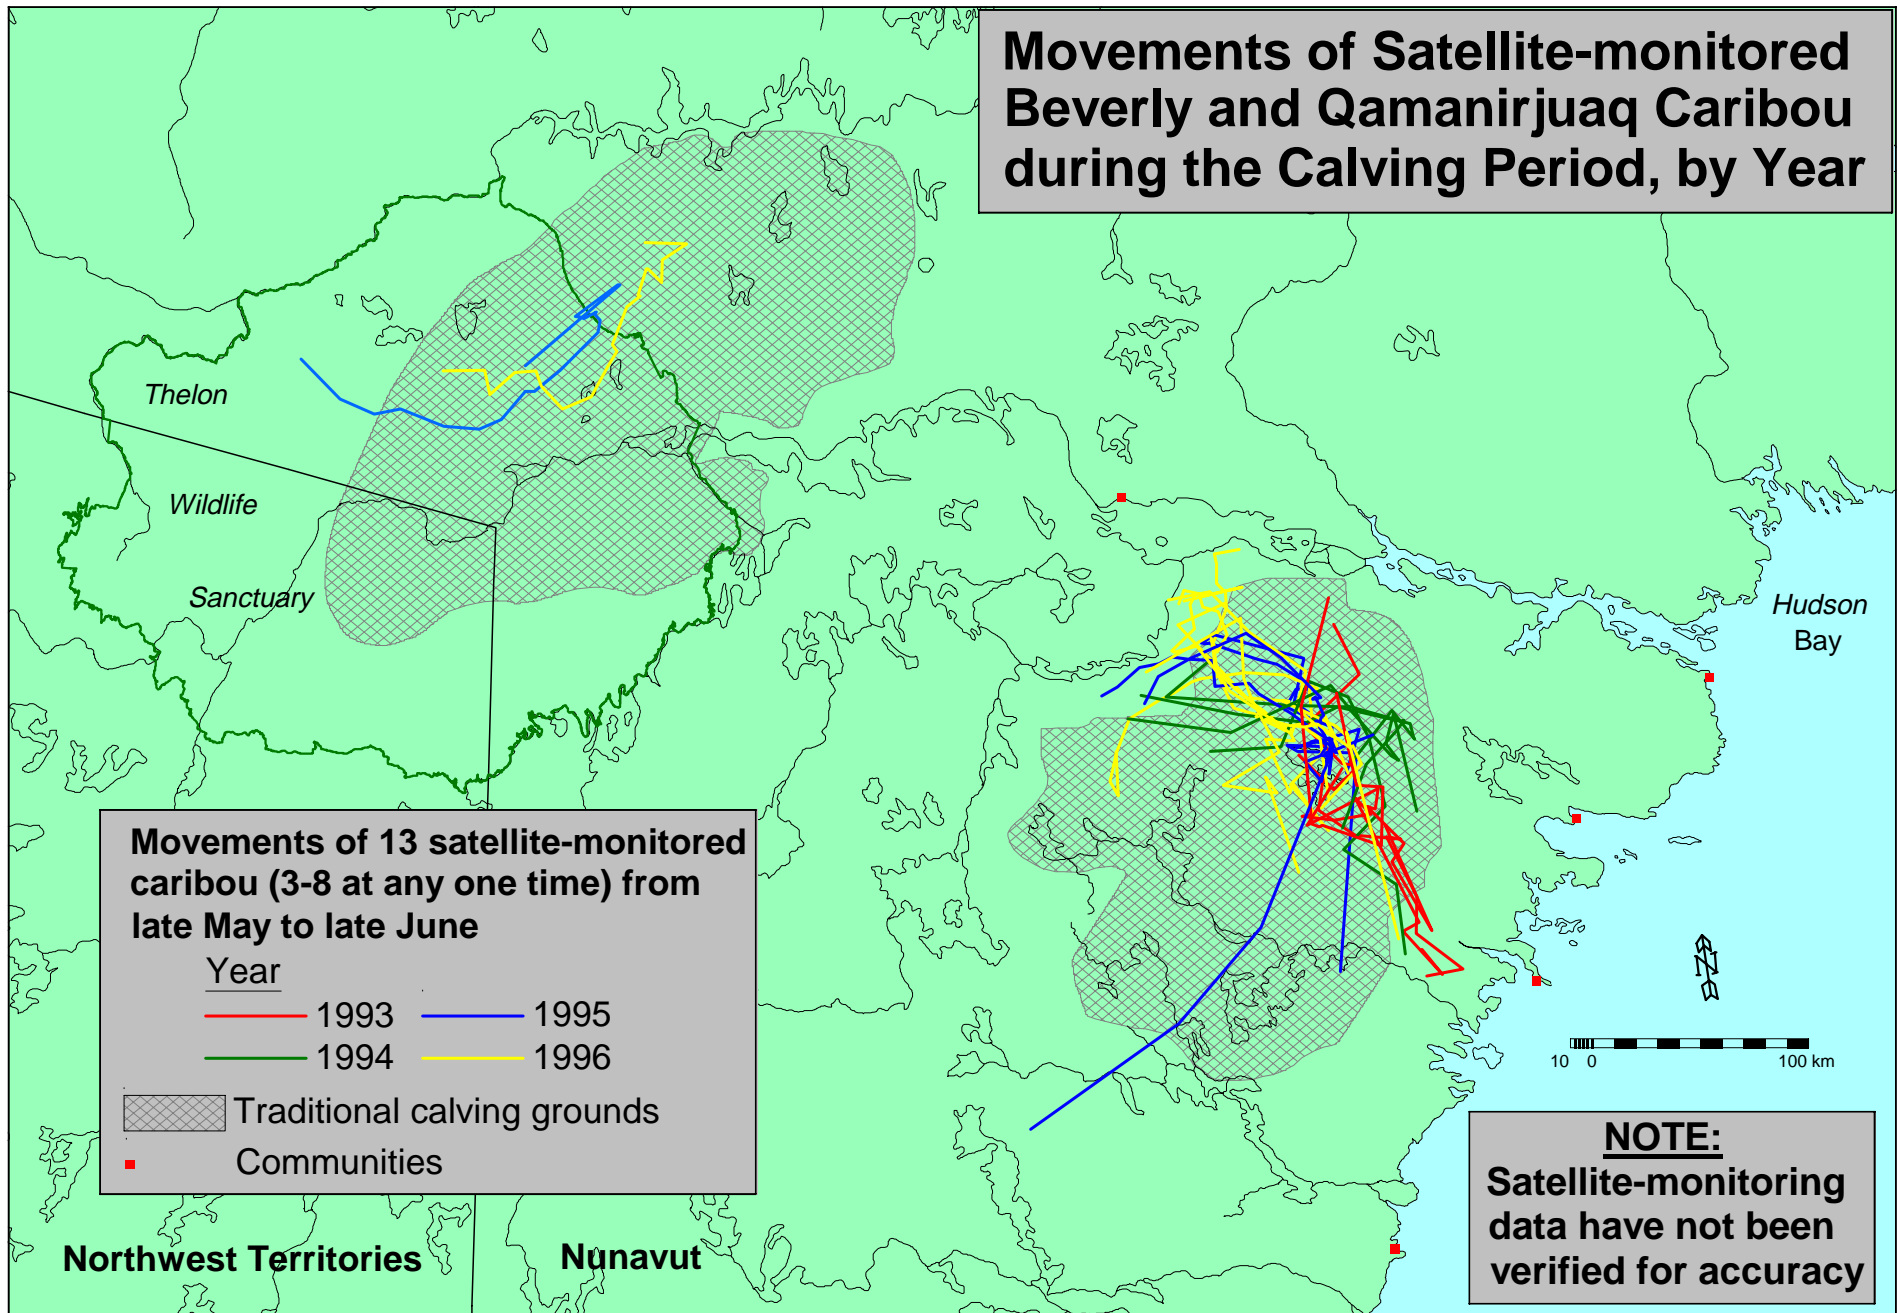 Movements of Satellite-monitored
Beverly and Qamanirjuaq Caribou
during the Calving Period, by Year
Thelon
Wildlife
Sanctuary
Hudson
Bay
Movements of 13 satellite-monitored
caribou (3-8 at any one time) from
late May to late June
Year
1993 1995
1994 1996
Traditional calving grounds
Communities
N
10 0 100 km
NOTE:
Satellite-monitoring
data have not been
verified for accuracy
Northwest Territories Nunavut